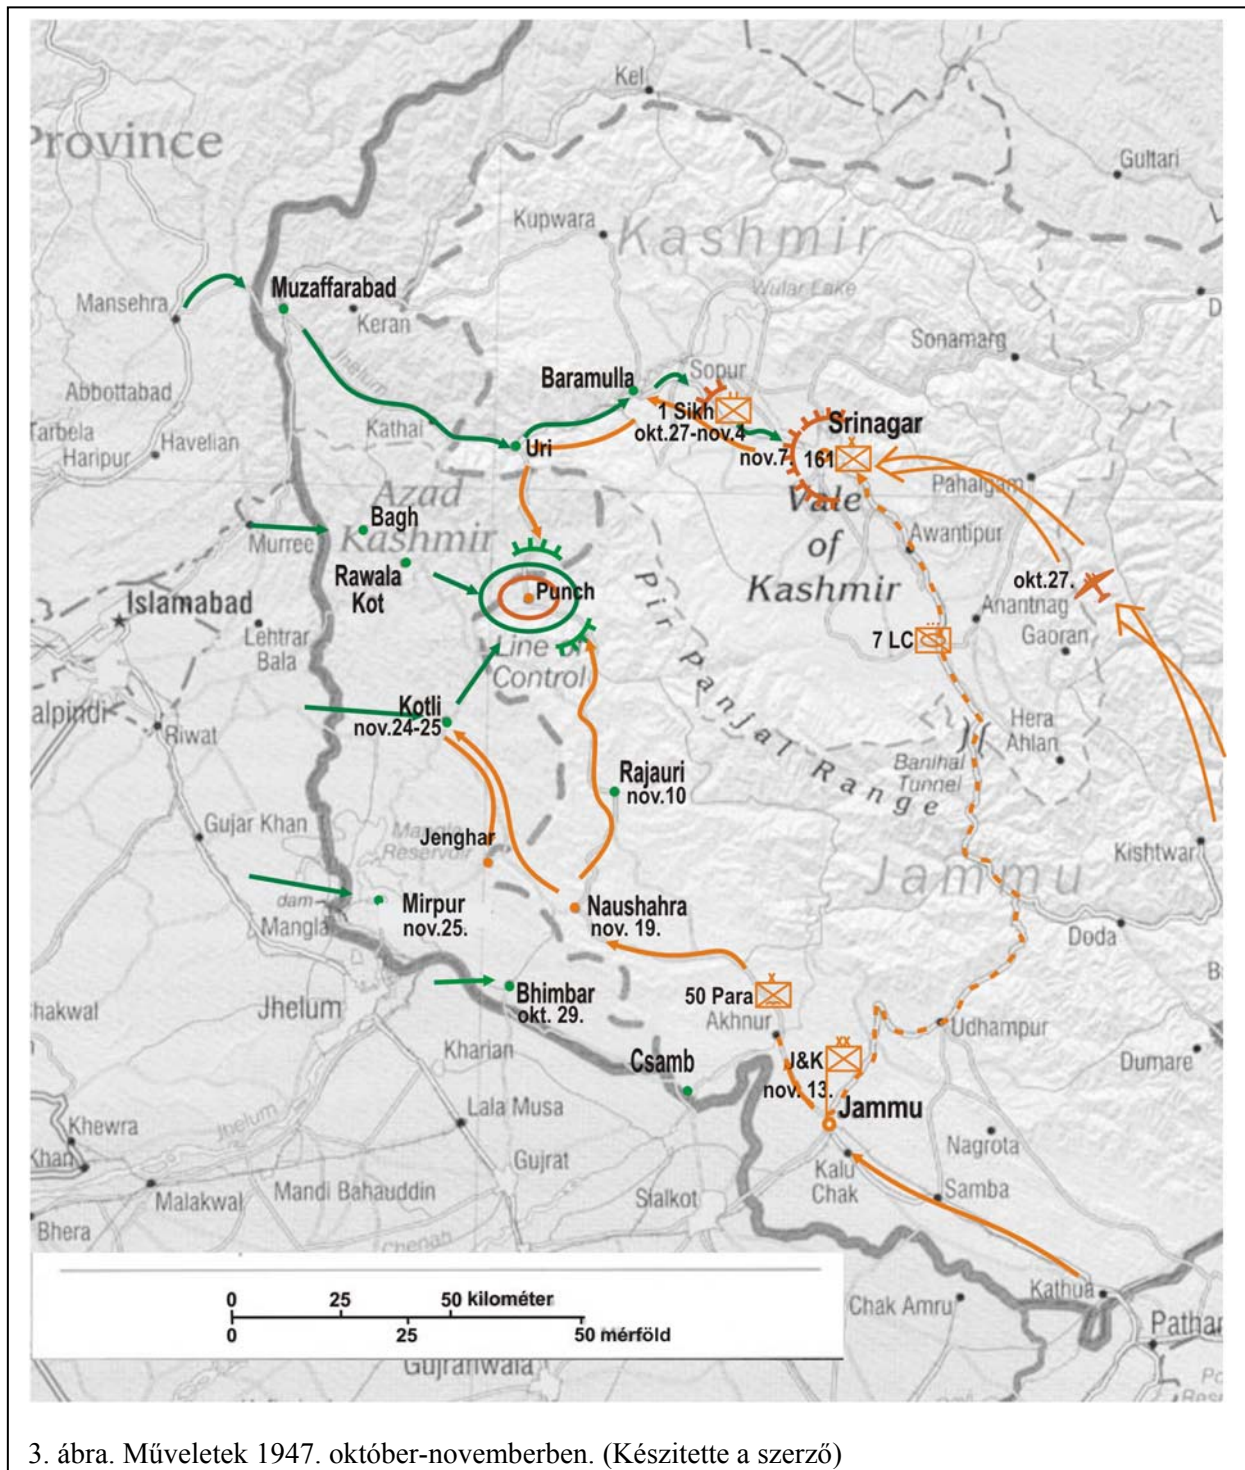 Kel
Province
Gultari
Kupwara
Kashmir
Muzaffarabad
Mansehra
Keran
Wular Lake
Sonamarg
Jhelum
Sopur
Baramulla
Abbottabad
1 Sikh
okt.27-nov.4
Srinagar
Kathai
Tarbela
Havelian
Haripur
Uri
nov.7.
161
Pahalgam
Azad
Kashmir
Vale
of
Kashmir
Bagh
Murree
Awantipur
Rawala
Kot
okt.27.
Punch
Islamabad
Anantnag
Lehtrar
Bala
Gaoran
7 LC
Line of
Control
Pir Panjal Range
Kotli
nov.24-25
alpindi
Riwat
Hera
Ahlan
Banihal
Tunnel
Rajauri
nov.10
Gujar Khan
Jenghar
Mangla
Reservoir
Kishtwar
Jammu
dam
Mangla
Mirpur
nov.25.
Naushahra
nov. 19.
Doda
Bhimbar
okt. 29.
50 Para
Akhnur
hakwal
Jhelum
Udhampur
Kharian
Csamb
J&K
nov. 13.
Dumare
Jammu
Lala Musa
Khewra
Jhelum
Nagrota
Khan
Gujrat
Kalu
Chak
Malakwal
Mandi Bahauddin
Sialkot
Samba
Bhera
Chenab
Kathua
0 25 50 kilométer
0 25 50 mérföld
Chak Amru
Pathan
Gujranwala
3. ábra. Műveletek 1947. október-novemberben. (Készitette a szerző)